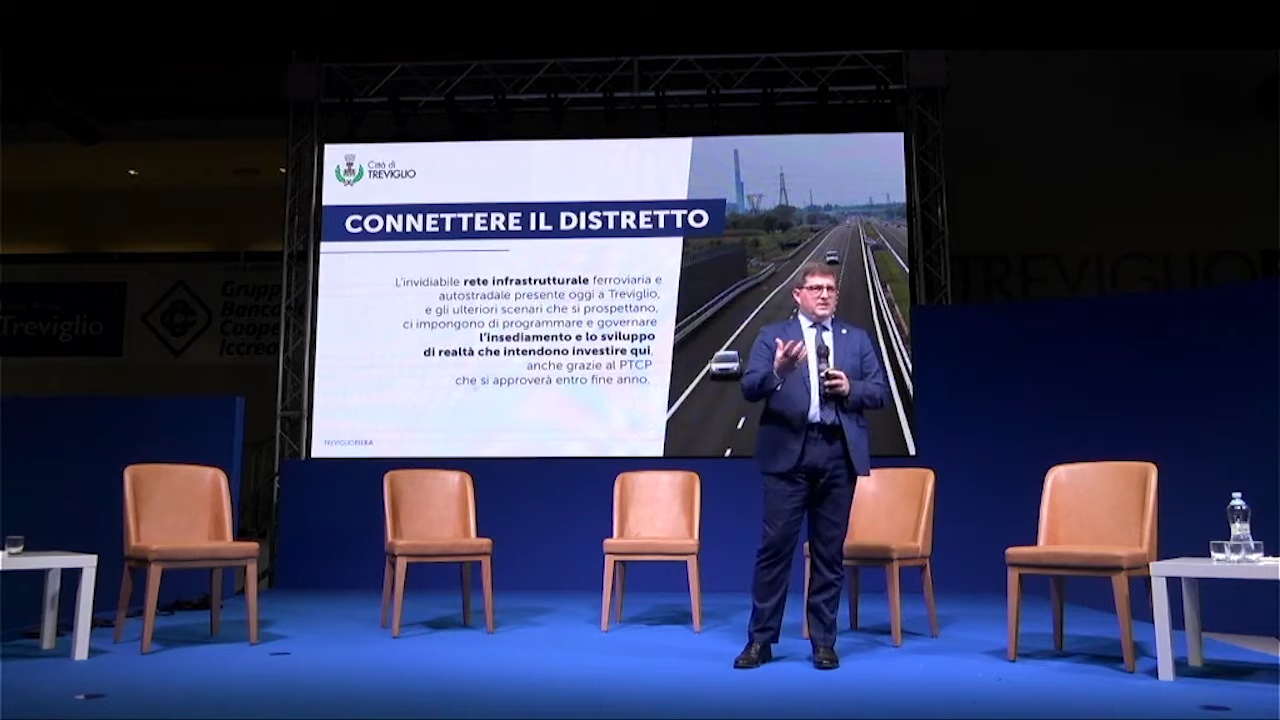 Città di
TREVIGLIO
CONNETTERE IL DISTRETTO
L'invidiabile rete infrastrutturale ferroviaria e
autostradale presente oggi a Treviglio,
e gli ulteriori scenari che si prospettano,
ci impongono di programmare e governare
l'insediamento e lo sviluppo
di realtà che intendono investire qui,
anche grazie al PTCP
che si approverà entro fine anno.
TREVIGLIOFIERA
Treviglio
Gruppo
Banca
Coope
Iccrea
TREVIGLIO